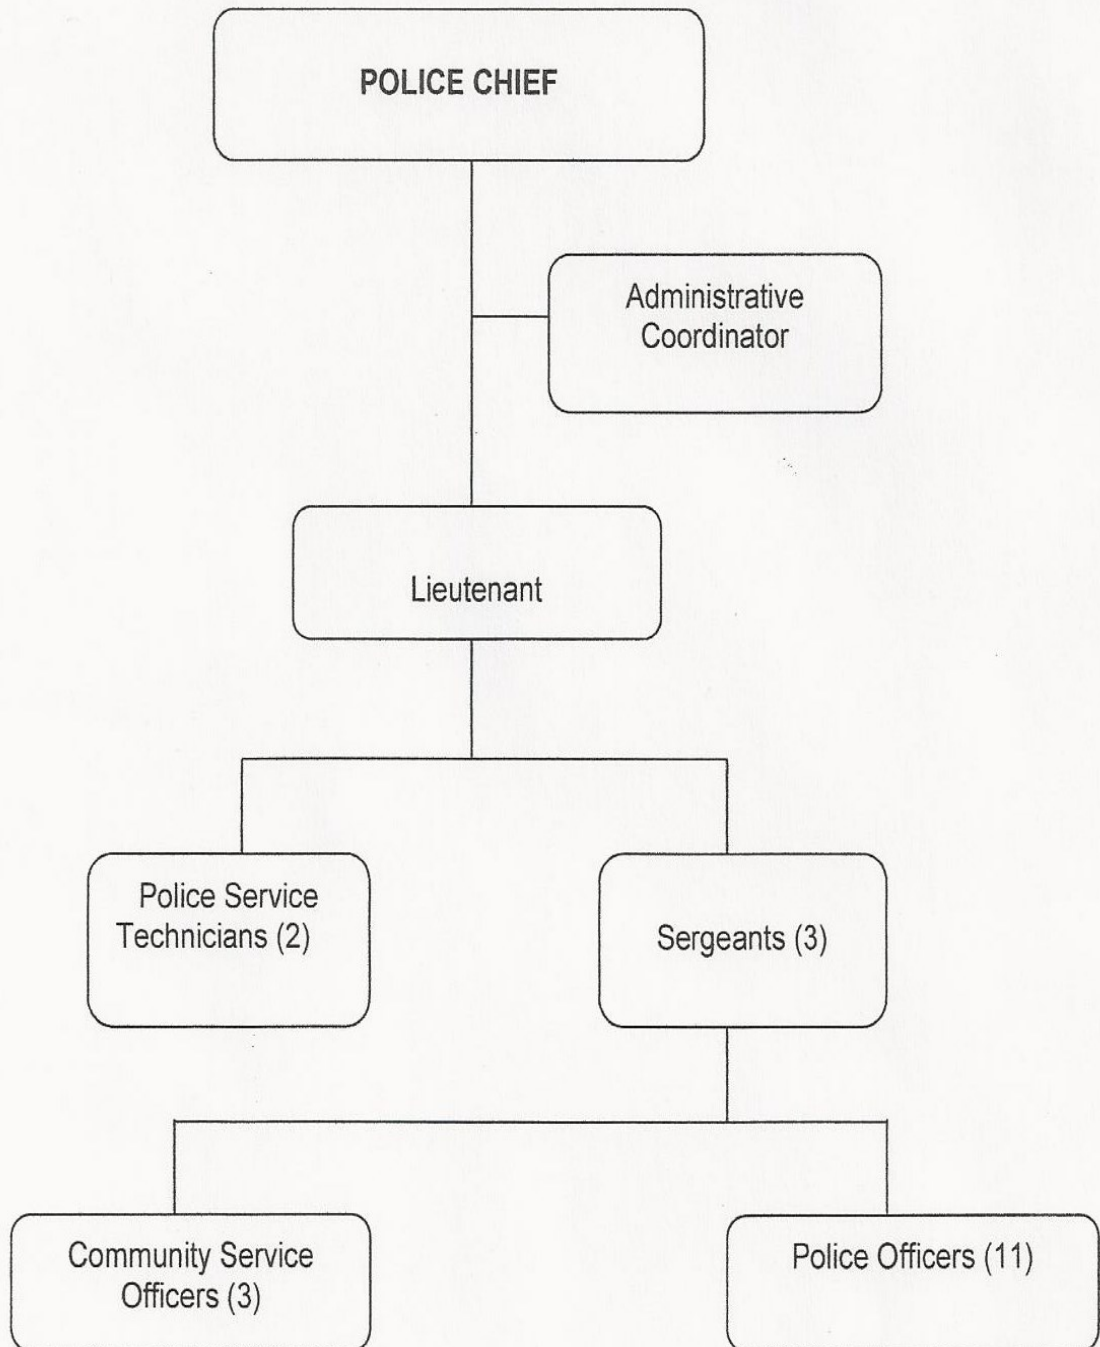 POLICE CHIEF
Administrative
Coordinator
Lieutenant
Police Service
Technicians (2)
Sergeants (3)
Community Service
Officers (3)
Police Officers (11)